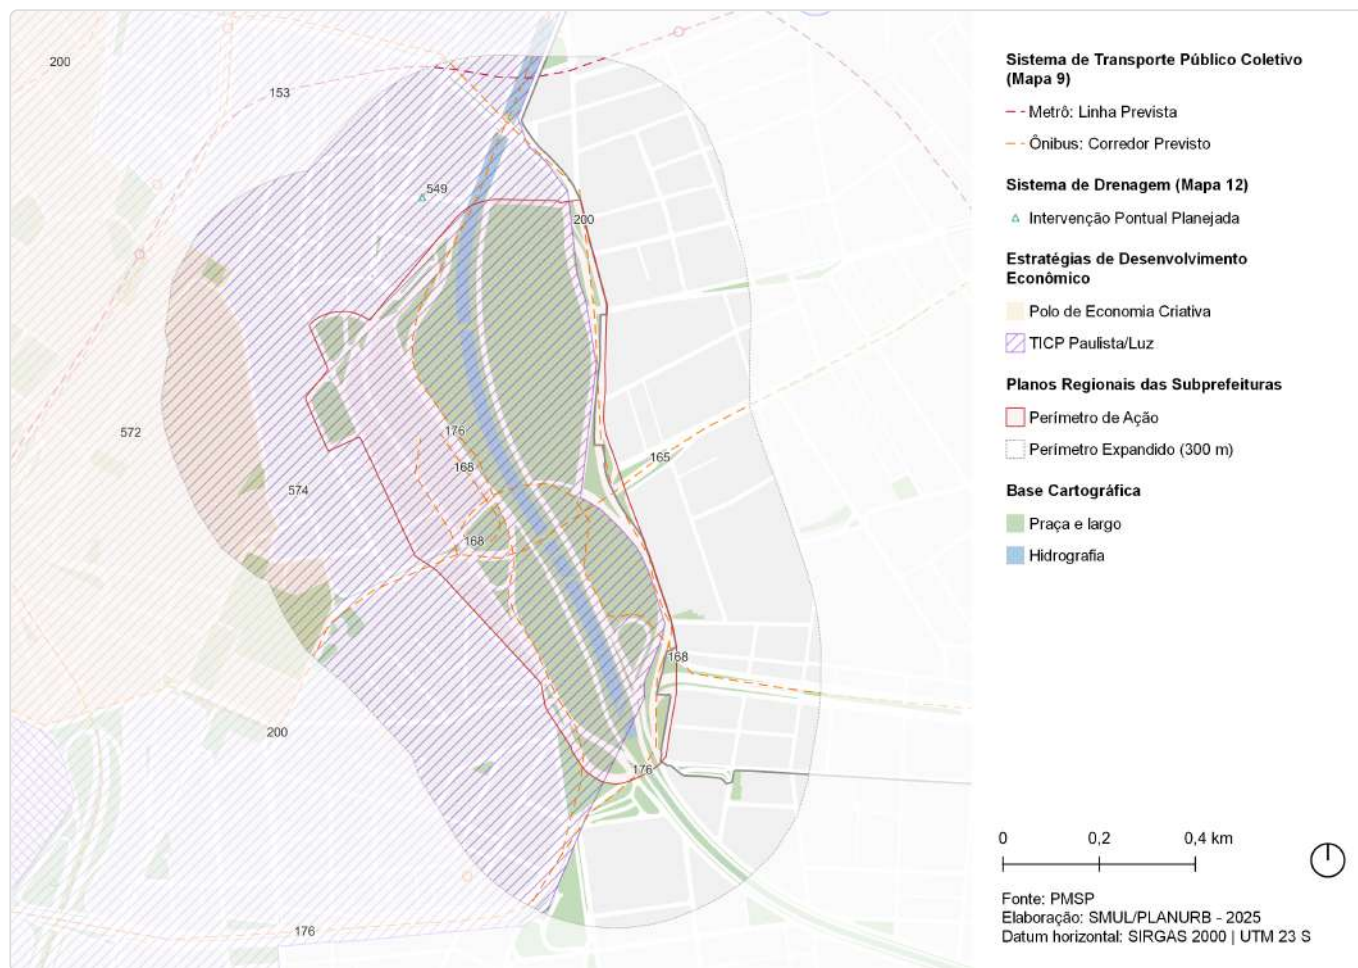 200
153
549
200
572
176
168
165
574
168
168
200
176
176
Sistema de Transporte Público Coletivo
(Mapa 9)
Metrô: Linha Prevista
Ônibus: Corredor Previsto
Sistema de Drenagem (Mapa 12)
Intervenção Pontual Planejada
Estratégias de Desenvolvimento
Econômico
Polo de Economia Criativa
TICP Paulista/Luz
Planos Regionais das Subprefeituras
Perímetro de Ação
Perímetro Expandido (300 m)
Base Cartográfica
Praça e largo
Hidrografia
0 0,2 0,4 km
Fonte: PMSP
Elaboração: SMUL/PLANURB - 2025
Datum horizontal: SIRGAS 2000 | UTM 23 S